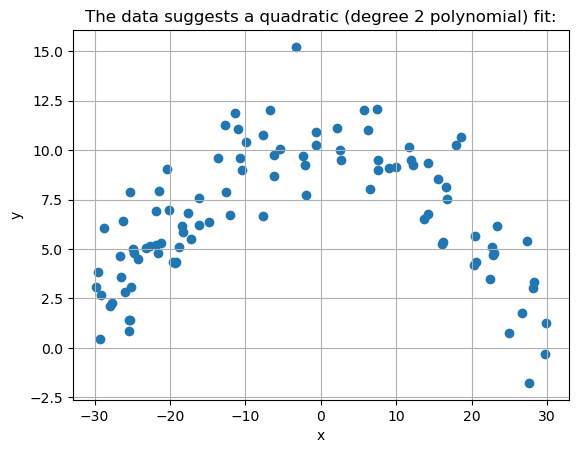 The data suggests a quadratic (degree 2 polynomial) fit:
15.0
12.5
10.0
7.5
5.0
2.5
0.0
−2.5
y
−30 −20 −10 0 10 20 30
x